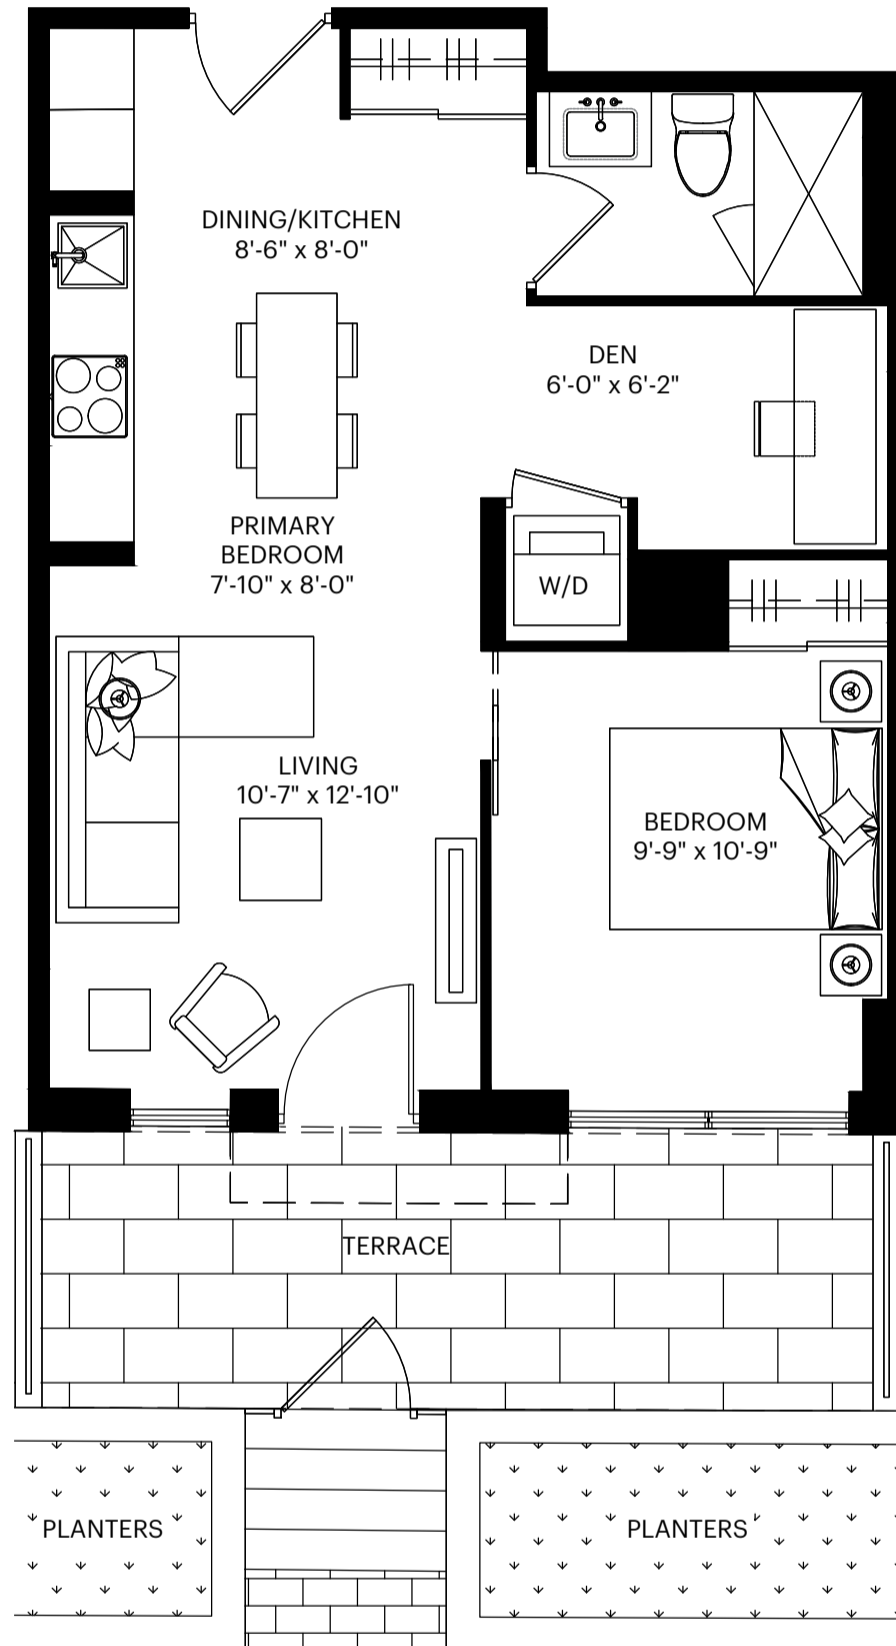 DINING/KITCHEN
8'-6" x 8'-0"
DEN
6'-0" x 6'-2"
PRIMARY
BEDROOM
7'-10" x 8'-0"
W/D
LIVING
10'-7" x 12'-10"
BEDROOM
9'-9" x 10'-9"
TERRACE
PLANTERS
PLANTERS